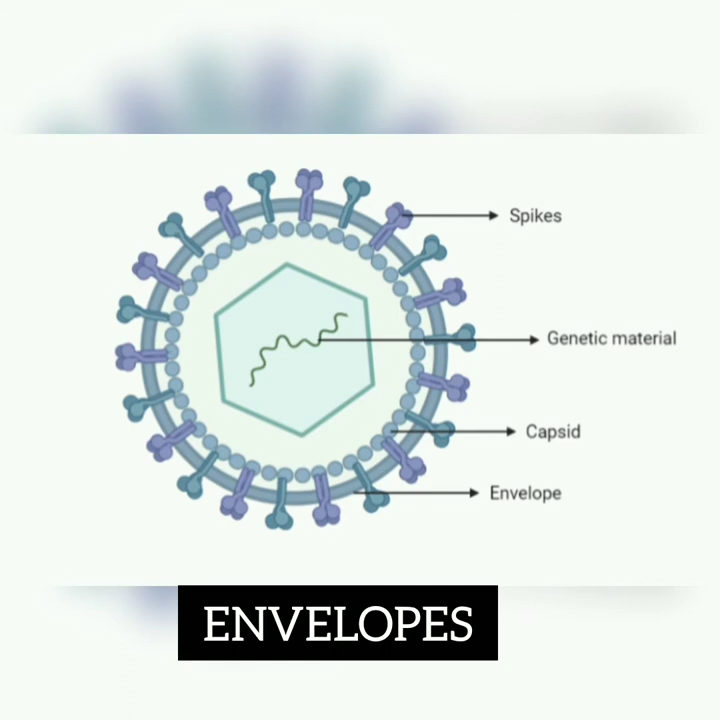 Spikes
Genetic material
Capsid
Envelope
ENVELOPES